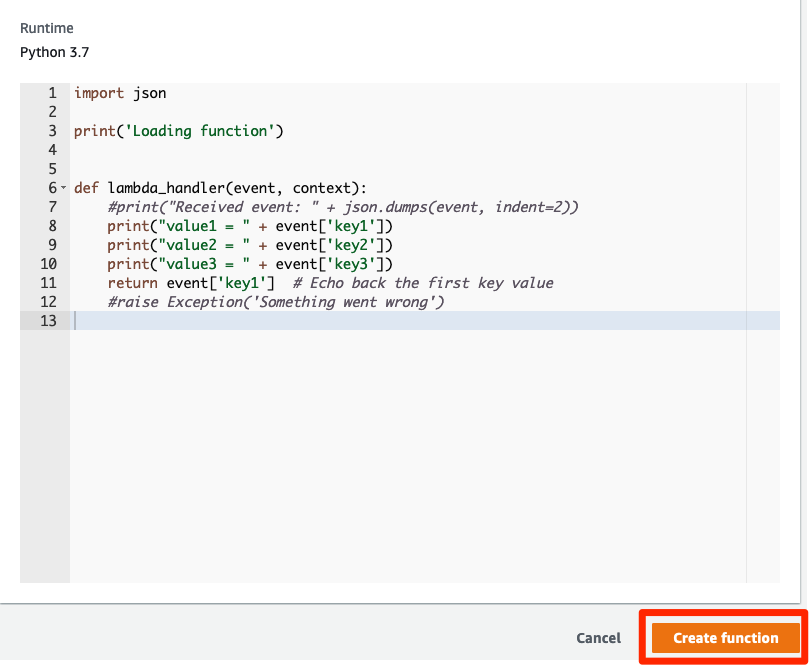 Runtime
Python 3.7
1 import json
2
3 print('Loading function')
4
5
6 def lambda_handler(event, context):
7     #print("Received event: " + json.dumps(event, indent=2))
8     print("value1 = " + event['key1'])
9     print("value2 = " + event['key2'])
10     print("value3 = " + event['key3'])
11     return event['key1']  # Echo back the first key value
12     #raise Exception('Something went wrong')
13
Cancel Create function